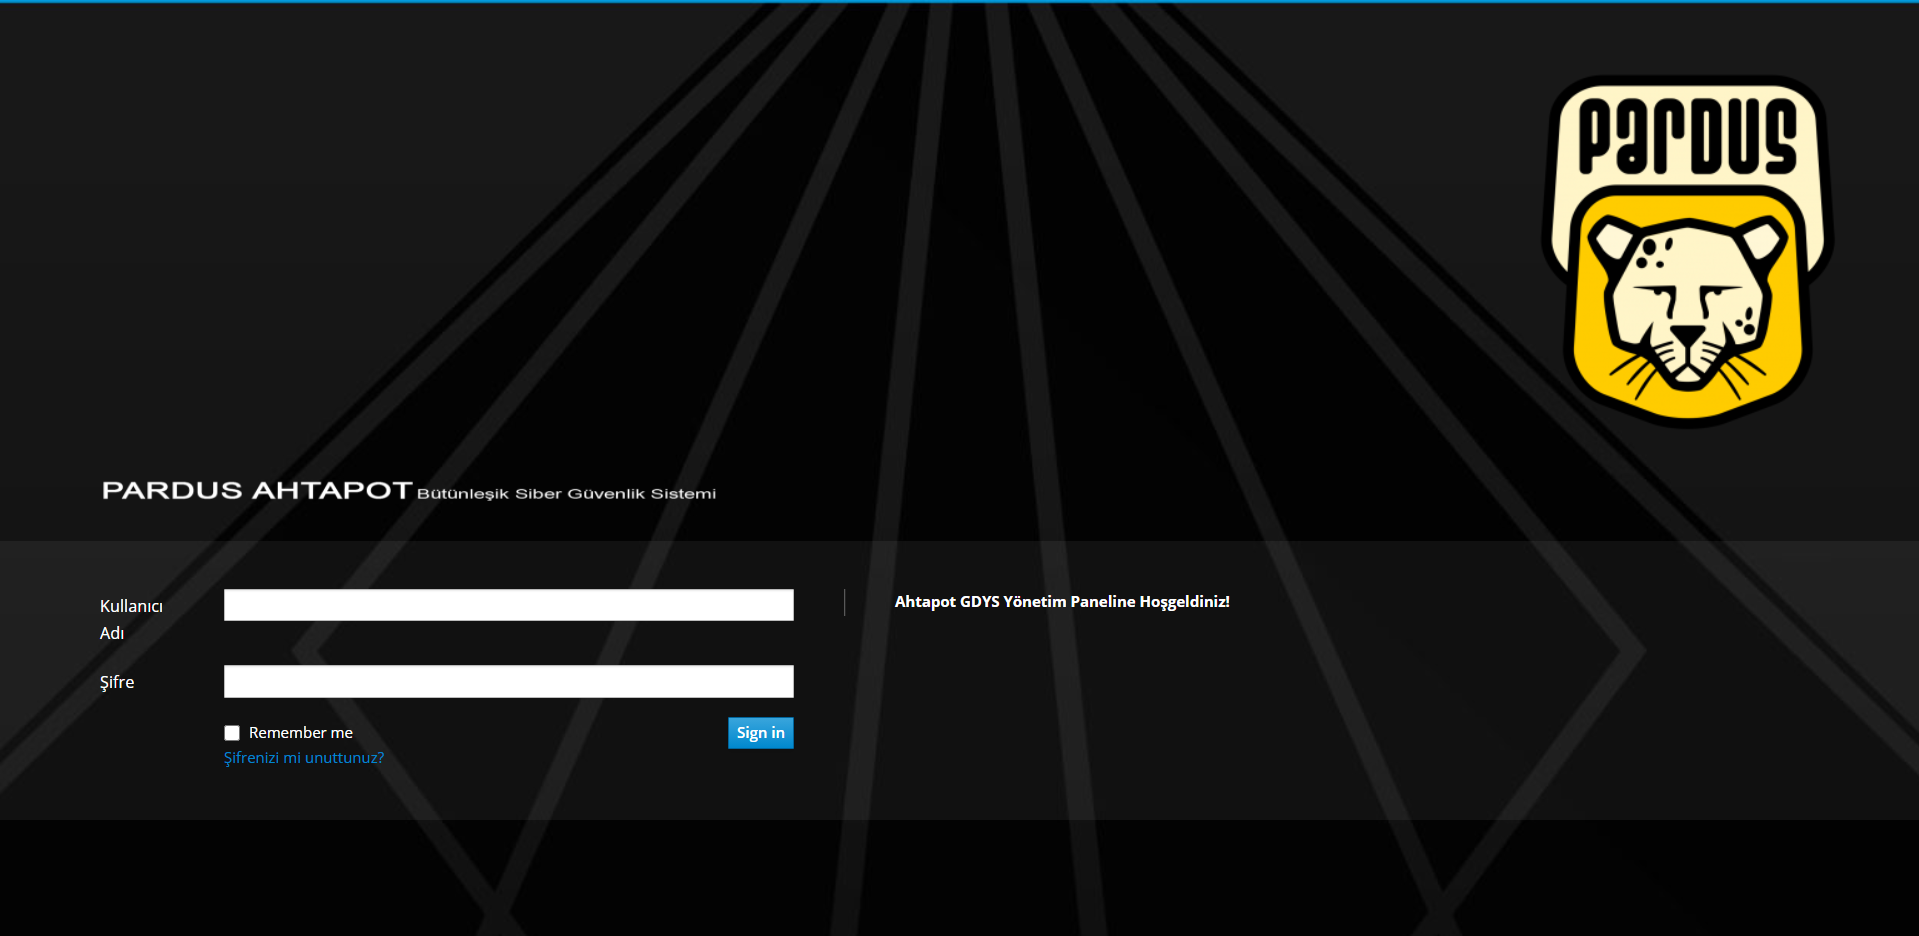 PARDUS
PARDUS AHTAPOT Bütünleşik Siber Güvenlik Sistemi
Kullanıcı
Adı
Ahtapot GDYS Yönetim Paneline Hoşgeldiniz!
Şifre
Remember me
Sign in
Şifrenizi mi unuttunuz?